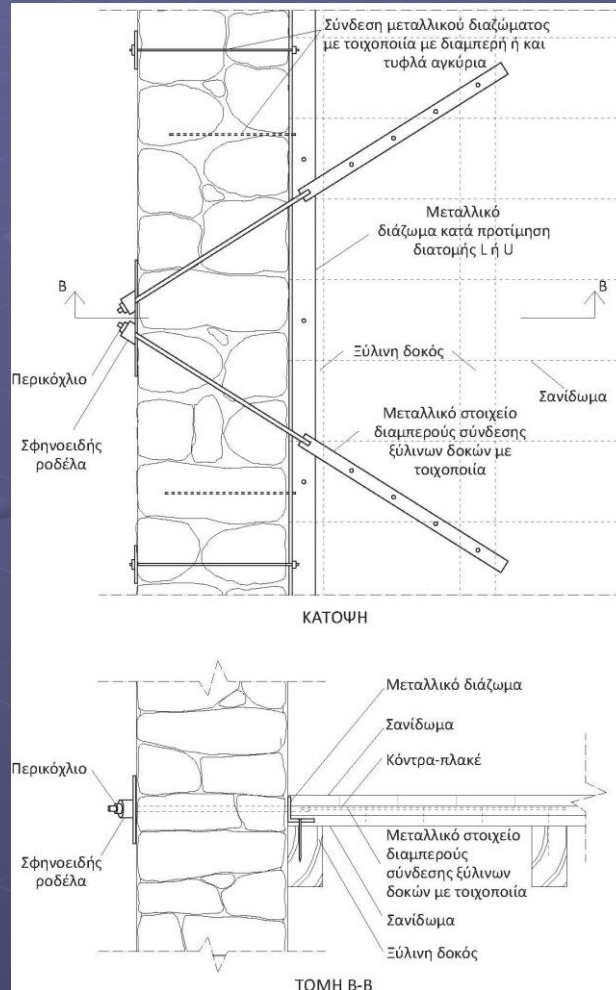 Σύνδεση μεταλλικού διαζώματος
με τοιχοποιία με διαμπερή ή και
τυφλά αγκύρια
Μεταλλικό
διάζωμα κατά προτίμηση
διατομής L ή U
B
B
Ξύλινη δοκός
Περικόχλιο
Σανίδωμα
Μεταλλικό στοιχείο
διαμπερούς σύνδεσης
ξύλινων δοκών με
τοιχοποιία
Σφηνοειδής
ροδέλα
ΚΑΤΟΨΗ
Μεταλλικό διάζωμα
Σανίδωμα
Κόντρα-πλακέ
Περικόχλιο
Σφηνοειδής
ροδέλα
Μεταλλικό στοιχείο
διαμπερούς
σύνδεσης ξύλινων
δοκών με τοιχοποιία
Σανίδωμα
Ξύλινη δοκός
ΤΟΜΗ Β-Β